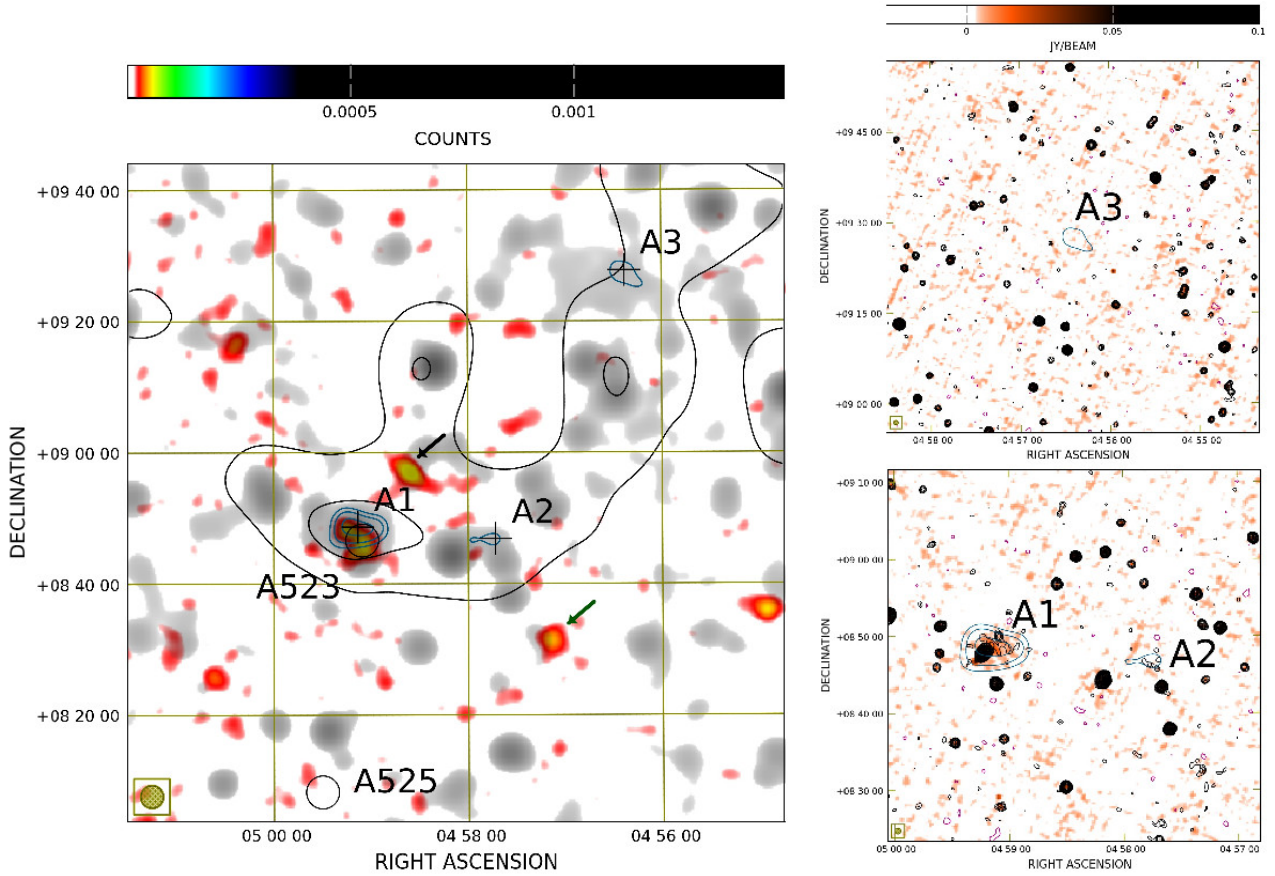 0.0005 0.001
COUNTS
+09 40 00
+09 20 00
+09 00 00
+08 40 00
+08 20 00
DECLINATION
A3
A1
A2
A523
A525
05 00 00 04 58 00 04 56 00
RIGHT ASCENSION
0 0.05 0.1
JY/BEAM
+09 45 00
+09 30 00
+09 15 00
+09 00 00
DECLINATION
A3
04 58 00 04 57 00 04 56 00 04 55 00
RIGHT ASCENSION
+09 10 00
+09 00 00
+08 50 00
+08 40 00
+08 30 00
DECLINATION
A1
A2
05 00 00 04 59 00 04 58 00 04 57 00
RIGHT ASCENSION